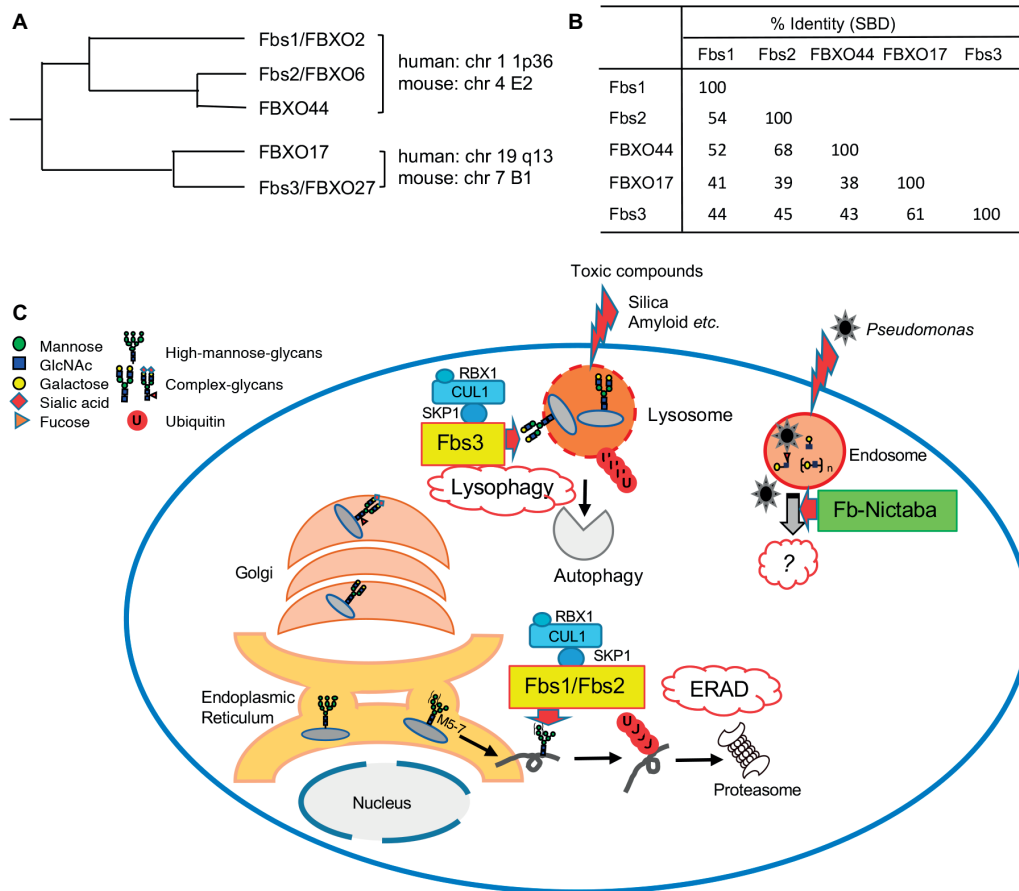 A
Fbs1/FBXO2
Fbs2/FBXO6
FBXO44
human: chr 1 1p36
mouse: chr 4 E2
FBXO17
Fbs3/FBXO27
human: chr 19 q13
mouse: chr 7 B1
B
% Identity (SBD)
Fbs1 Fbs2 FBXO44 FBXO17 Fbs3
Fbs1 100
Fbs2 54 100
FBXO44 52 68 100
FBXO17 41 39 38 100
Fbs3 44 45 43 61 100
C
Mannose
GlcNAc
Galactose
Sialic acid
Fucose
High-mannose-glycans
Complex-glycans
U Ubiquitin
Toxic compounds
Silica
Amyloid etc.
Pseudomonas
RBX1
CUL1
SKP1
Fbs3
Lysosome
U
U
U
U
Lysophagy
Autophagy
Endosome
n
Fb-Nictaba
?
Golgi
RBX1
CUL1
SKP1
Fbs1/Fbs2
ERAD
Endoplasmic
Reticulum
M5-7
U
Proteasome
Nucleus